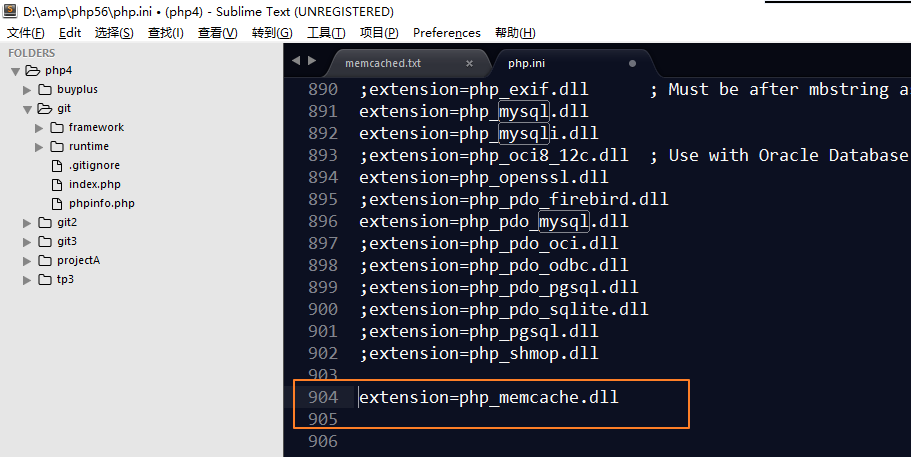 D:\amp\php56\php.ini • (php4) - Sublime Text (UNREGISTERED)
文件(F) Edit 选择(S) 查找(I) 查看(V) 转到(G) 工具(T) 项目(P) Preferences 帮助(H)
FOLDERS
php4
buyplus
git
framework
runtime
.gitignore
index.php
phpinfo.php
git2
git3
projectA
tp3
memcached.txt × php.ini
890 ;extension=php_exif.dll ; Must be after mbstring as
891 extension=php_mysql.dll
892 extension=php_mysqli.dll
893 ;extension=php_oci8_12c.dll ; Use with Oracle Database
894 extension=php_openssl.dll
895 ;extension=php_pdo_firebird.dll
896 extension=php_pdo_mysql.dll
897 ;extension=php_pdo_oci.dll
898 ;extension=php_pdo_odbc.dll
899 ;extension=php_pdo_pgsql.dll
900 ;extension=php_pdo_sqlite.dll
901 ;extension=php_pgsql.dll
902 ;extension=php_shmop.dll
903
904 extension=php_memcache.dll
905
906